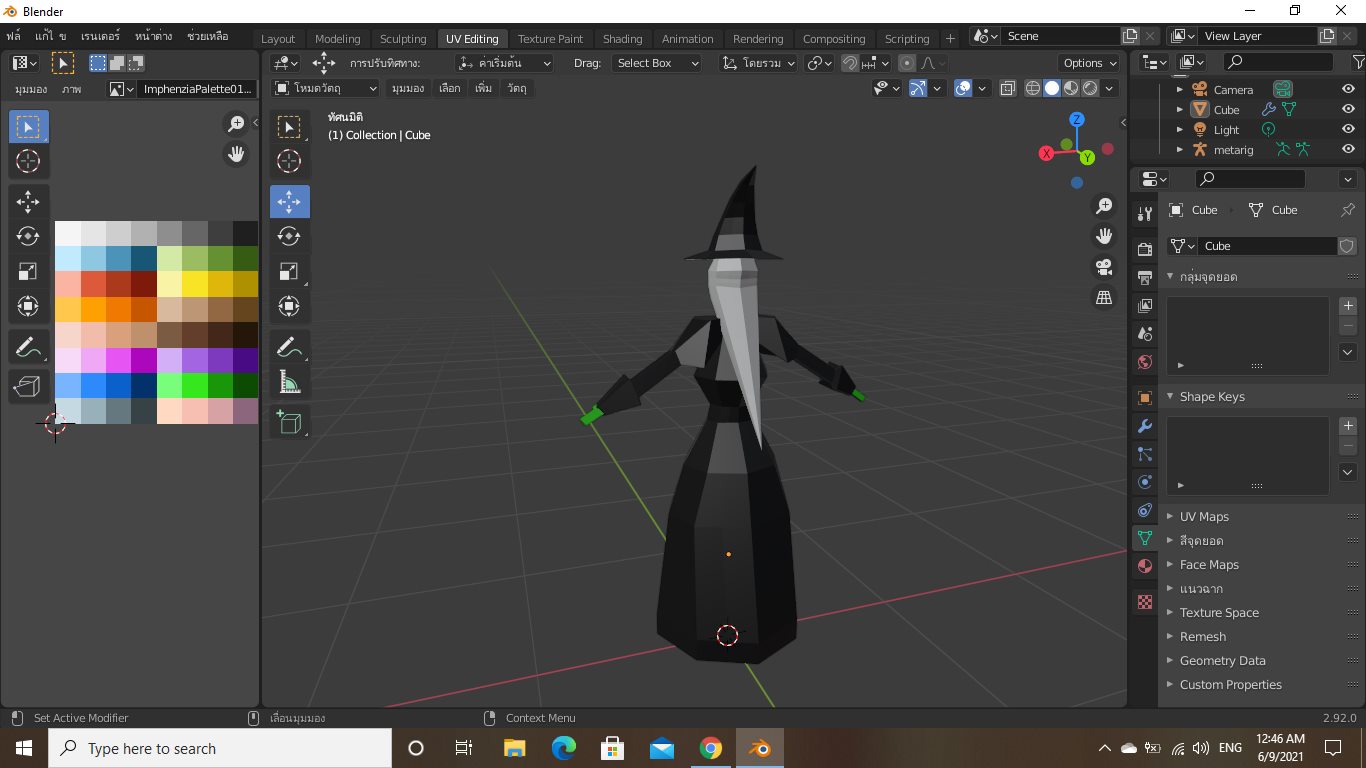 Blender
ฟล์ แก้ไ ข เรนเดอร์ หน้าต่าง ช่วยเหลือ Layout Modeling Sculpting UV Editing Texture Paint Shading Animation Rendering Compositing Scripting + Scene View Layer
การปรับทิศทาง: ค่าเริ่มต้น Drag: Select Box โดยรวม Options
มุมมอง ภาพ ImphenziaPalette01... โหมดวัตถุ มุมมอง เลือก เพิ่ม วัตถุ
ทัศนมิติ
(1) Collection | Cube
Z
X
Y
Camera
Cube
Light
metarig
Cube Cube
Cube
กลุ่มจุดยอด
Shape Keys
UV Maps
สีจุดยอด
Face Maps
แนวฉาก
Texture Space
Remesh
Geometry Data
Custom Properties
Set Active Modifier เลื่อนมุมมอง Context Menu 2.92.0
Type here to search
ENG
12:46 AM
6/9/2021